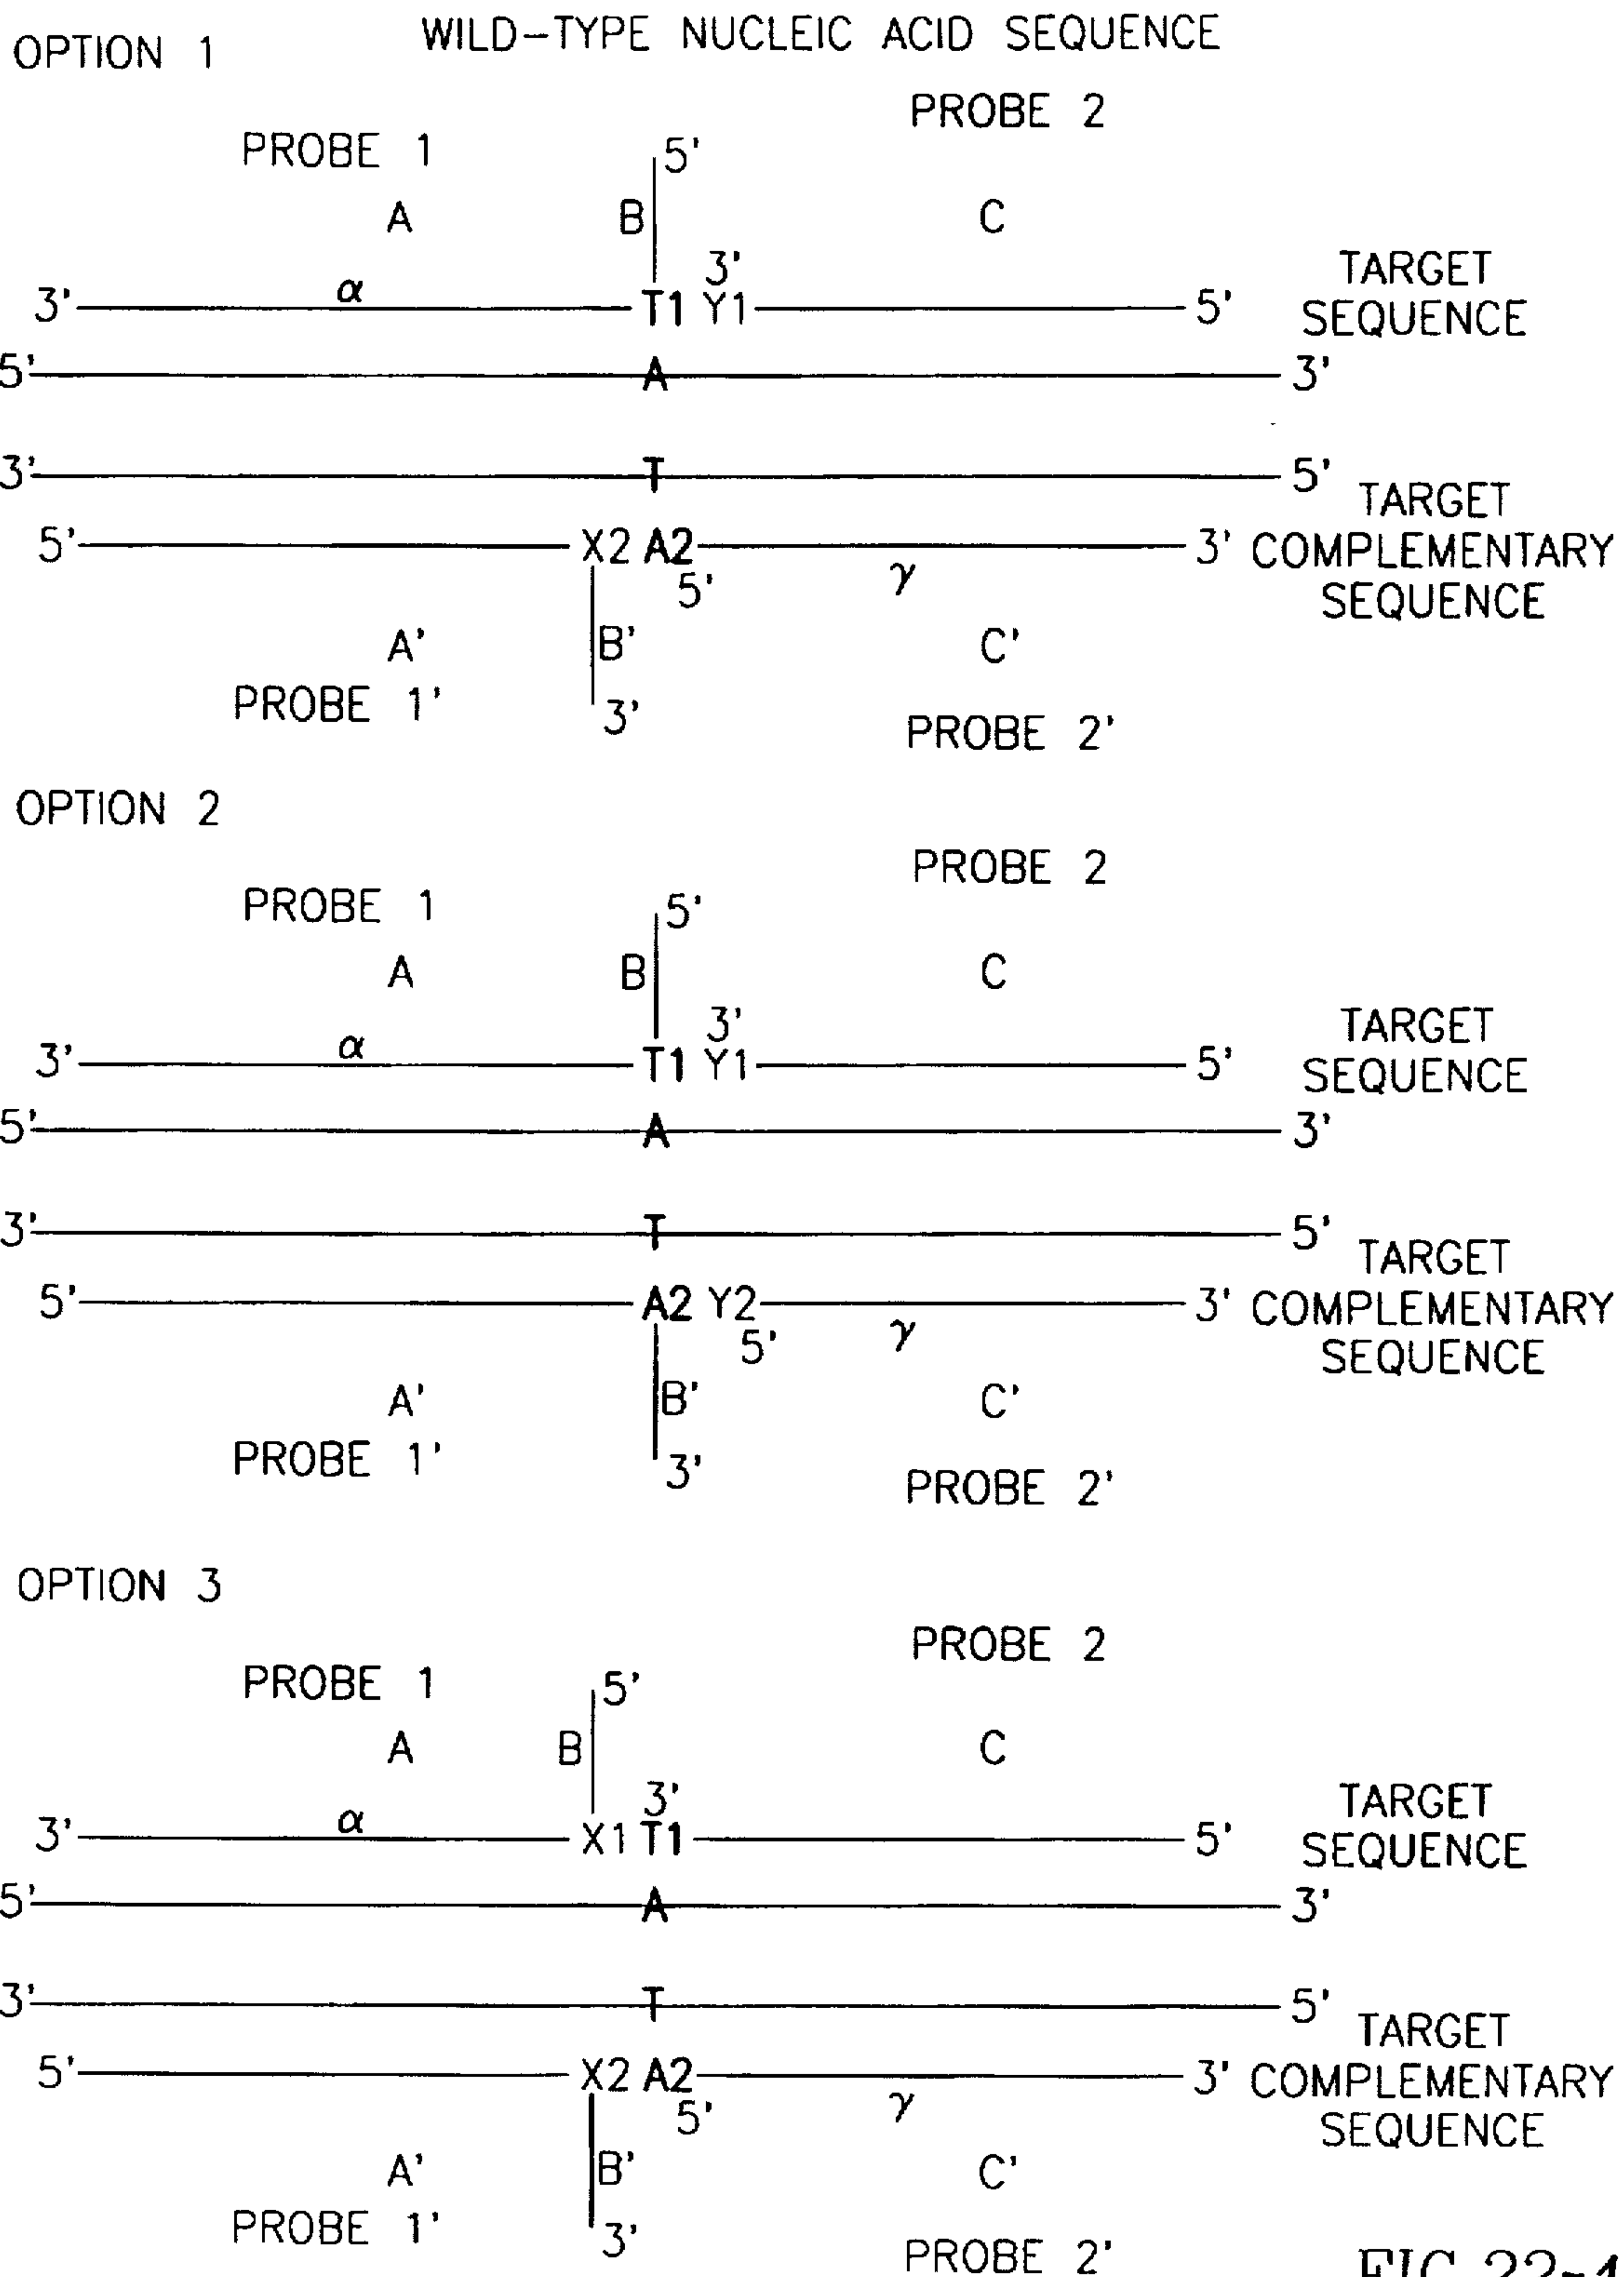 OPTION 1
WILD-TYPE NUCLEIC ACID SEQUENCE
PROBE 2
PROBE 1
5'
A B C
3'
TARGET
3' α T1 Y1 5' SEQUENCE
5' A 3'
3' T 5'
TARGET
5' X2 A2 3' COMPLEMENTARY
5' γ
SEQUENCE
A' B' C'
PROBE 1'
3'
PROBE 2'
OPTION 2
PROBE 2
PROBE 1
5'
A B C
3'
TARGET
3' α T1 Y1 5' SEQUENCE
5' A 3'
3' T 5'
TARGET
5' A2 Y2 3' COMPLEMENTARY
5' γ
SEQUENCE
A' B' C'
PROBE 1'
3'
PROBE 2'
OPTION 3
PROBE 2
PROBE 1
5'
A B C
3'
TARGET
3' α X1 T1 5' SEQUENCE
5' A 3'
3' T 5'
TARGET
5' X2 A2 3' COMPLEMENTARY
5' γ
SEQUENCE
A' B' C'
PROBE 1'
3'
PROBE 2'